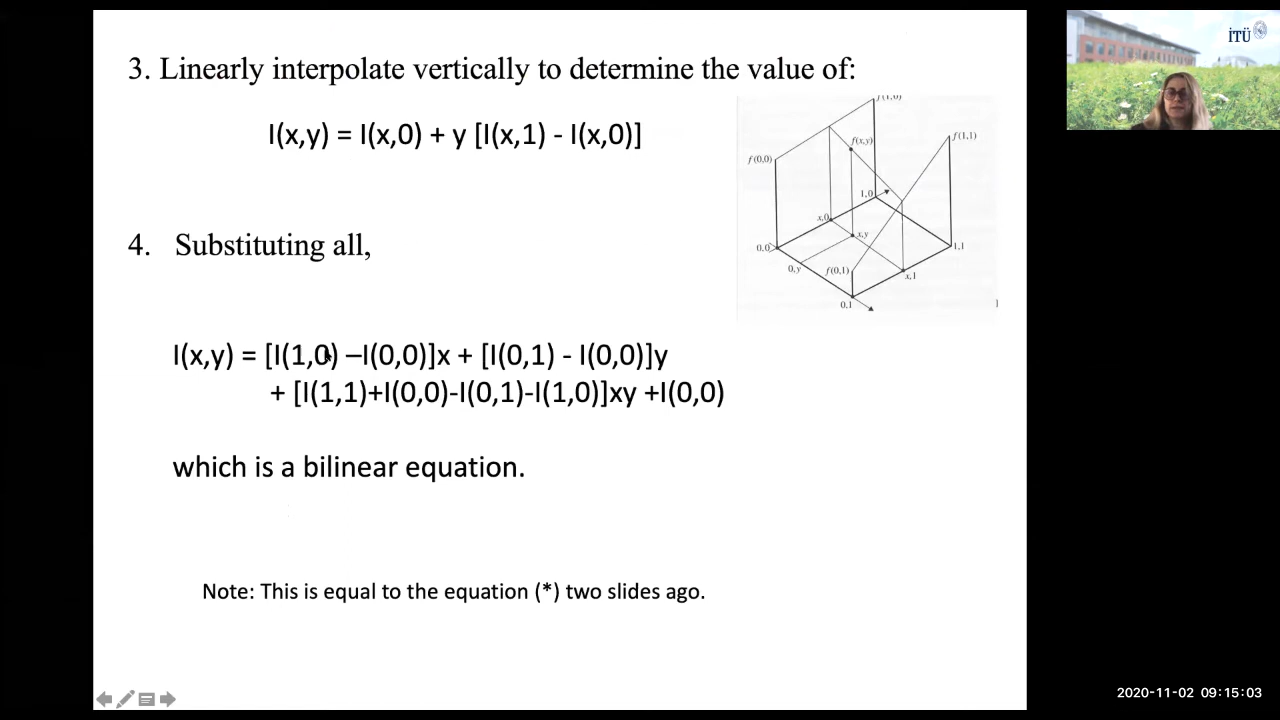 3. Linearly interpolate vertically to determine the value of:
I(x,y) = I(x,0) + y [I(x,1) - I(x,0)]
4. Substituting all,
I(x,y) = [I(1,0) –I(0,0)]x + [I(0,1) - I(0,0)]y
+ [I(1,1)+I(0,0)-I(0,1)-I(1,0)]xy +I(0,0)
which is a bilinear equation.
Note: This is equal to the equation (*) two slides ago.
f(1,0)
f(1,1)
f(x,y)
f(0,0)
1,0
x,0
x,y
0,0
1,1
0,y
f(0,1)
x,1
0,1
İTÜ
2020-11-02 09:15:03